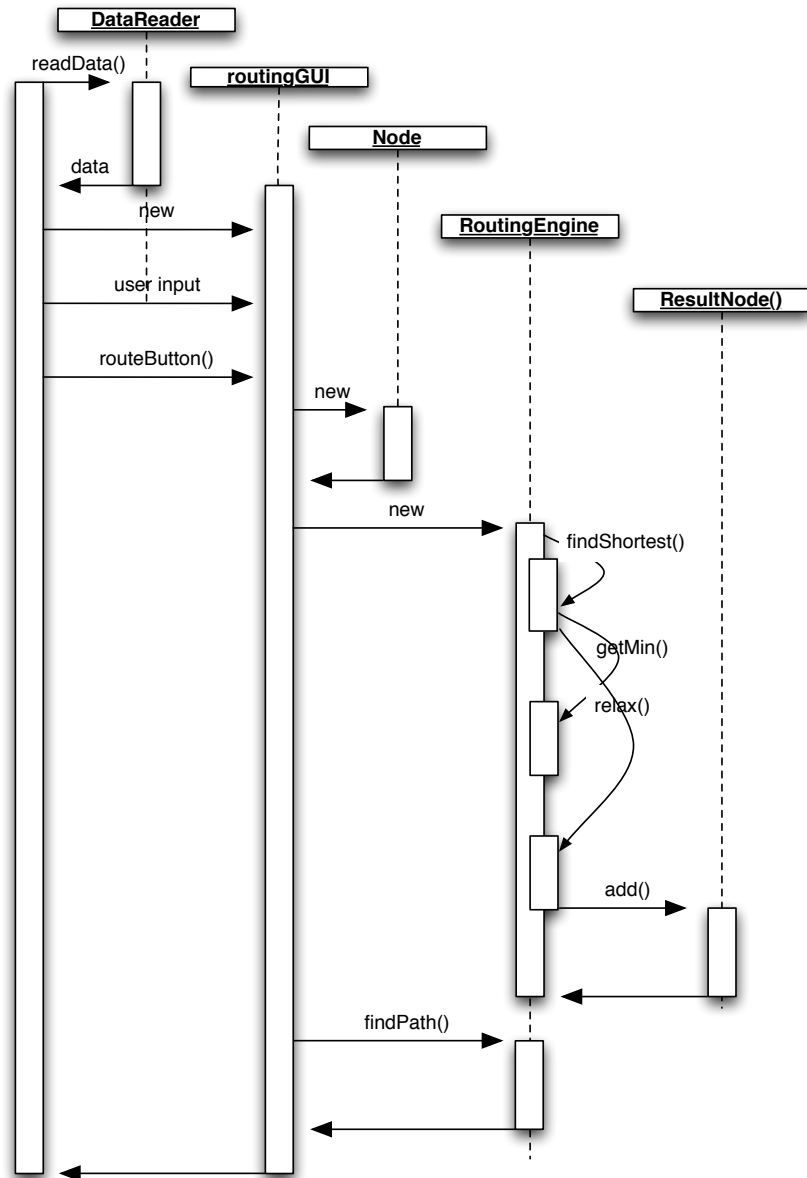 DataReader
readData()
routingGUI
Node
data
new
RoutingEngine
user input
ResultNode()
routeButton()
new
new
findShortest()
getMin()
relax()
add()
findPath()